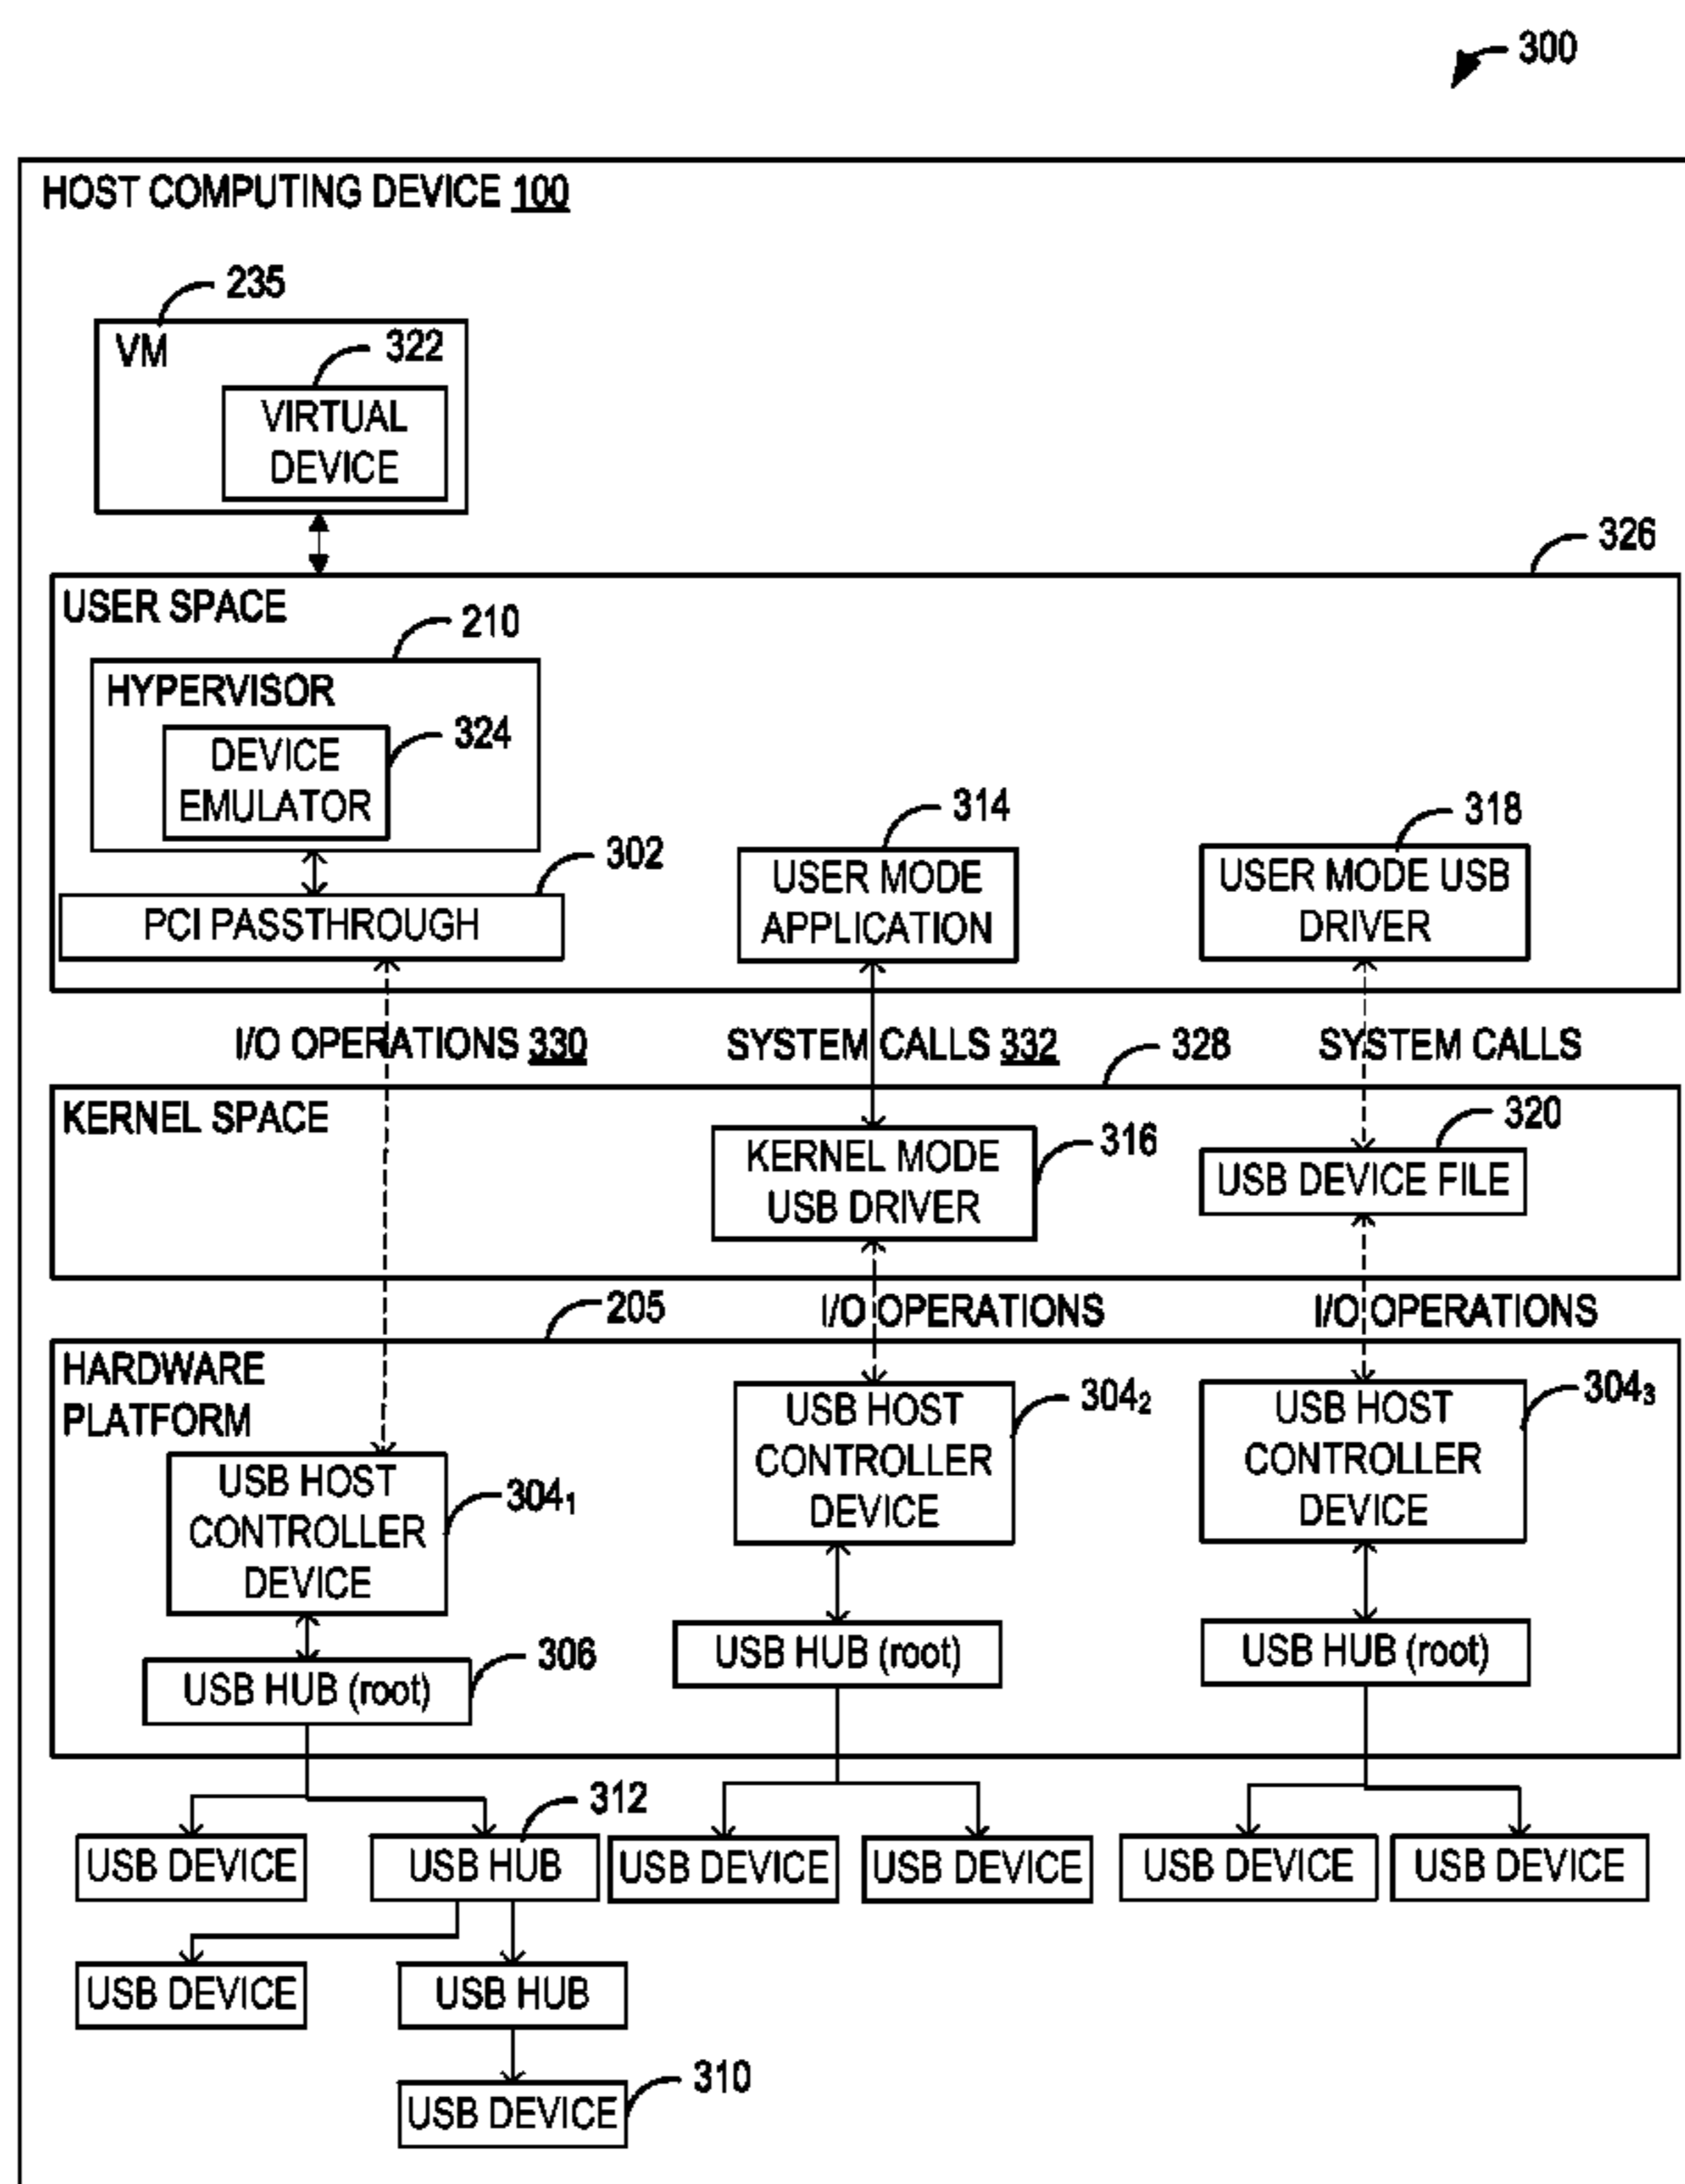 300
HOST COMPUTING DEVICE 100
235
VM
322
VIRTUAL
DEVICE
326
USER SPACE
210
HYPERVISOR
324
DEVICE
EMULATOR
302
PCI PASSTHROUGH
314
USER MODE
APPLICATION
318
USER MODE USB
DRIVER
I/O OPERATIONS 330
SYSTEM CALLS 332
328
SYSTEM CALLS
KERNEL SPACE
KERNEL MODE
USB DRIVER
316
320
USB DEVICE FILE
205
I/O OPERATIONS
I/O OPERATIONS
HARDWARE
PLATFORM
USB HOST
CONTROLLER
DEVICE
304₁
USB HOST
CONTROLLER
DEVICE
304₂
USB HOST
CONTROLLER
DEVICE
304₃
USB HUB (root)
306
USB HUB (root)
USB HUB (root)
312
USB DEVICE
USB HUB
USB DEVICE
USB DEVICE
USB DEVICE
USB DEVICE
USB DEVICE
USB HUB
USB DEVICE
310